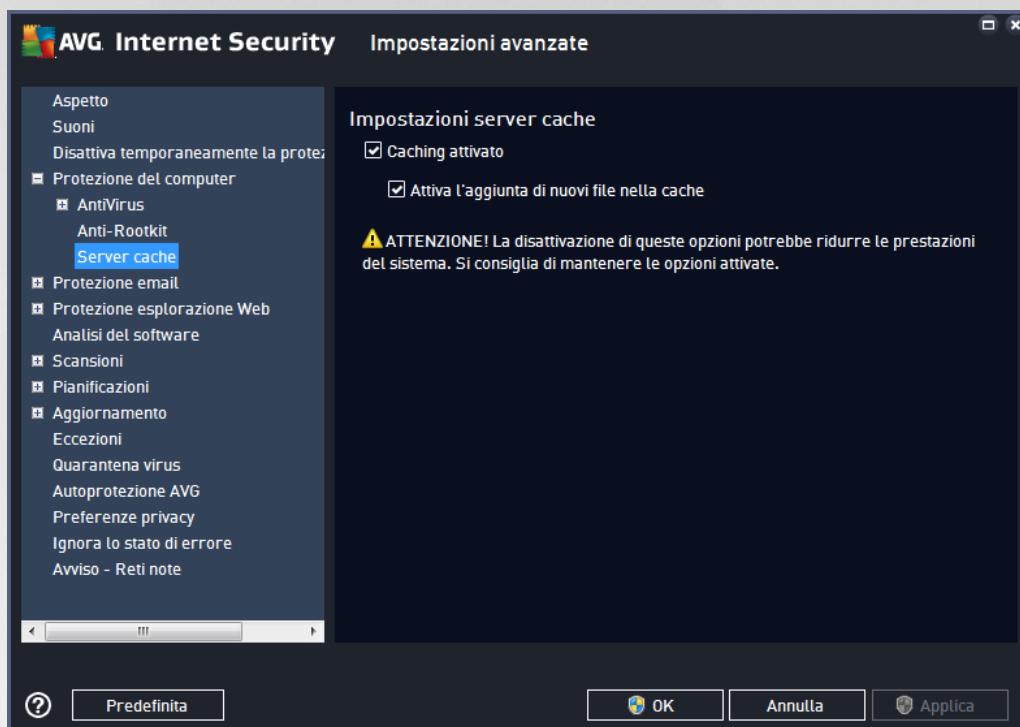 AVG. Internet Security
Impostazioni avanzate
Aspetto
Suoni
Disattiva temporaneamente la protez
Protezione del computer
AntiVirus
Anti-Rootkit
Server cache
Protezione email
Protezione esplorazione Web
Analisi del software
Scansioni
Pianificazioni
Aggiornamento
Eccezioni
Quarantena virus
Autoprotezione AVG
Preferenze privacy
Ignora lo stato di errore
Avviso - Reti note
Impostazioni server cache
Caching attivato
Attiva l'aggiunta di nuovi file nella cache
ATTENZIONE! La disattivazione di queste opzioni potrebbe ridurre le prestazioni
del sistema. Si consiglia di mantenere le opzioni attivate.
Predefinita
OK
Annulla
Applica